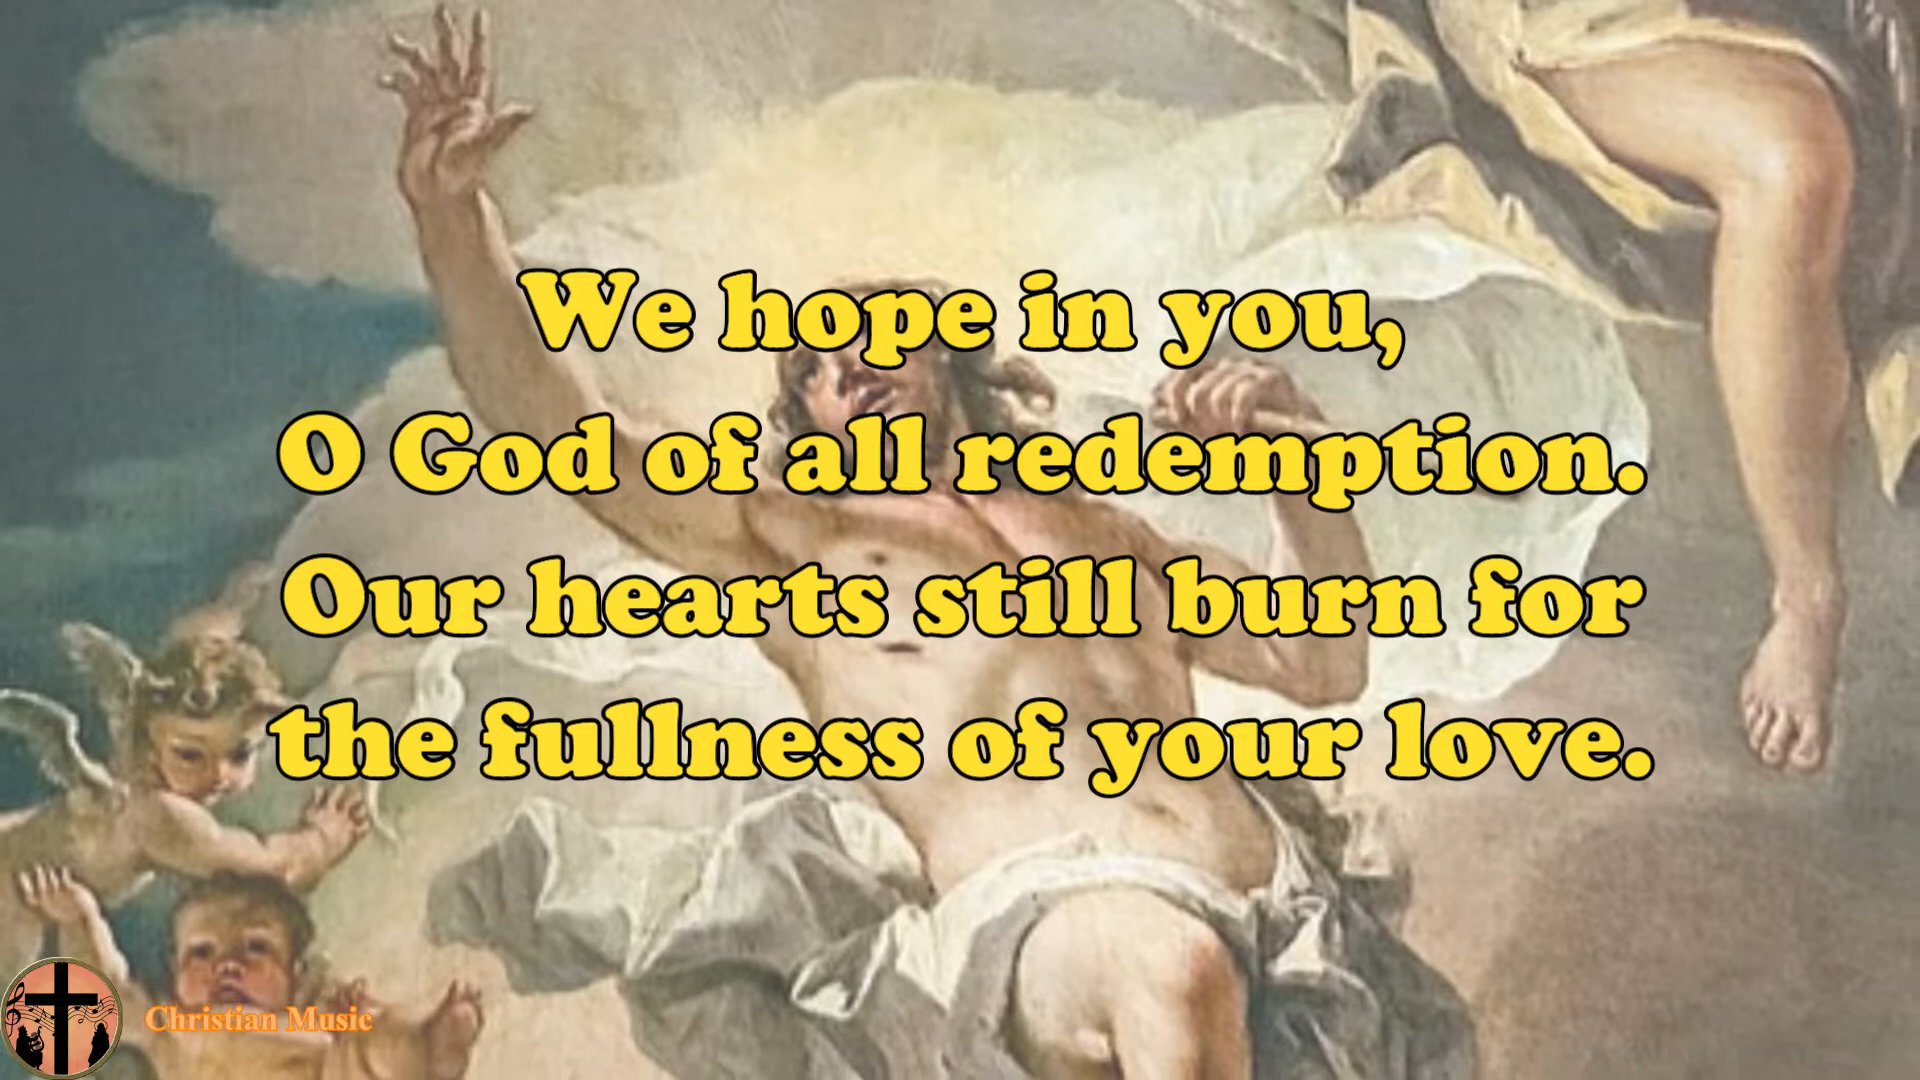 We hope in you,
O God of all redemption.
Our hearts still burn for
the fullness of your love.
Christian Music